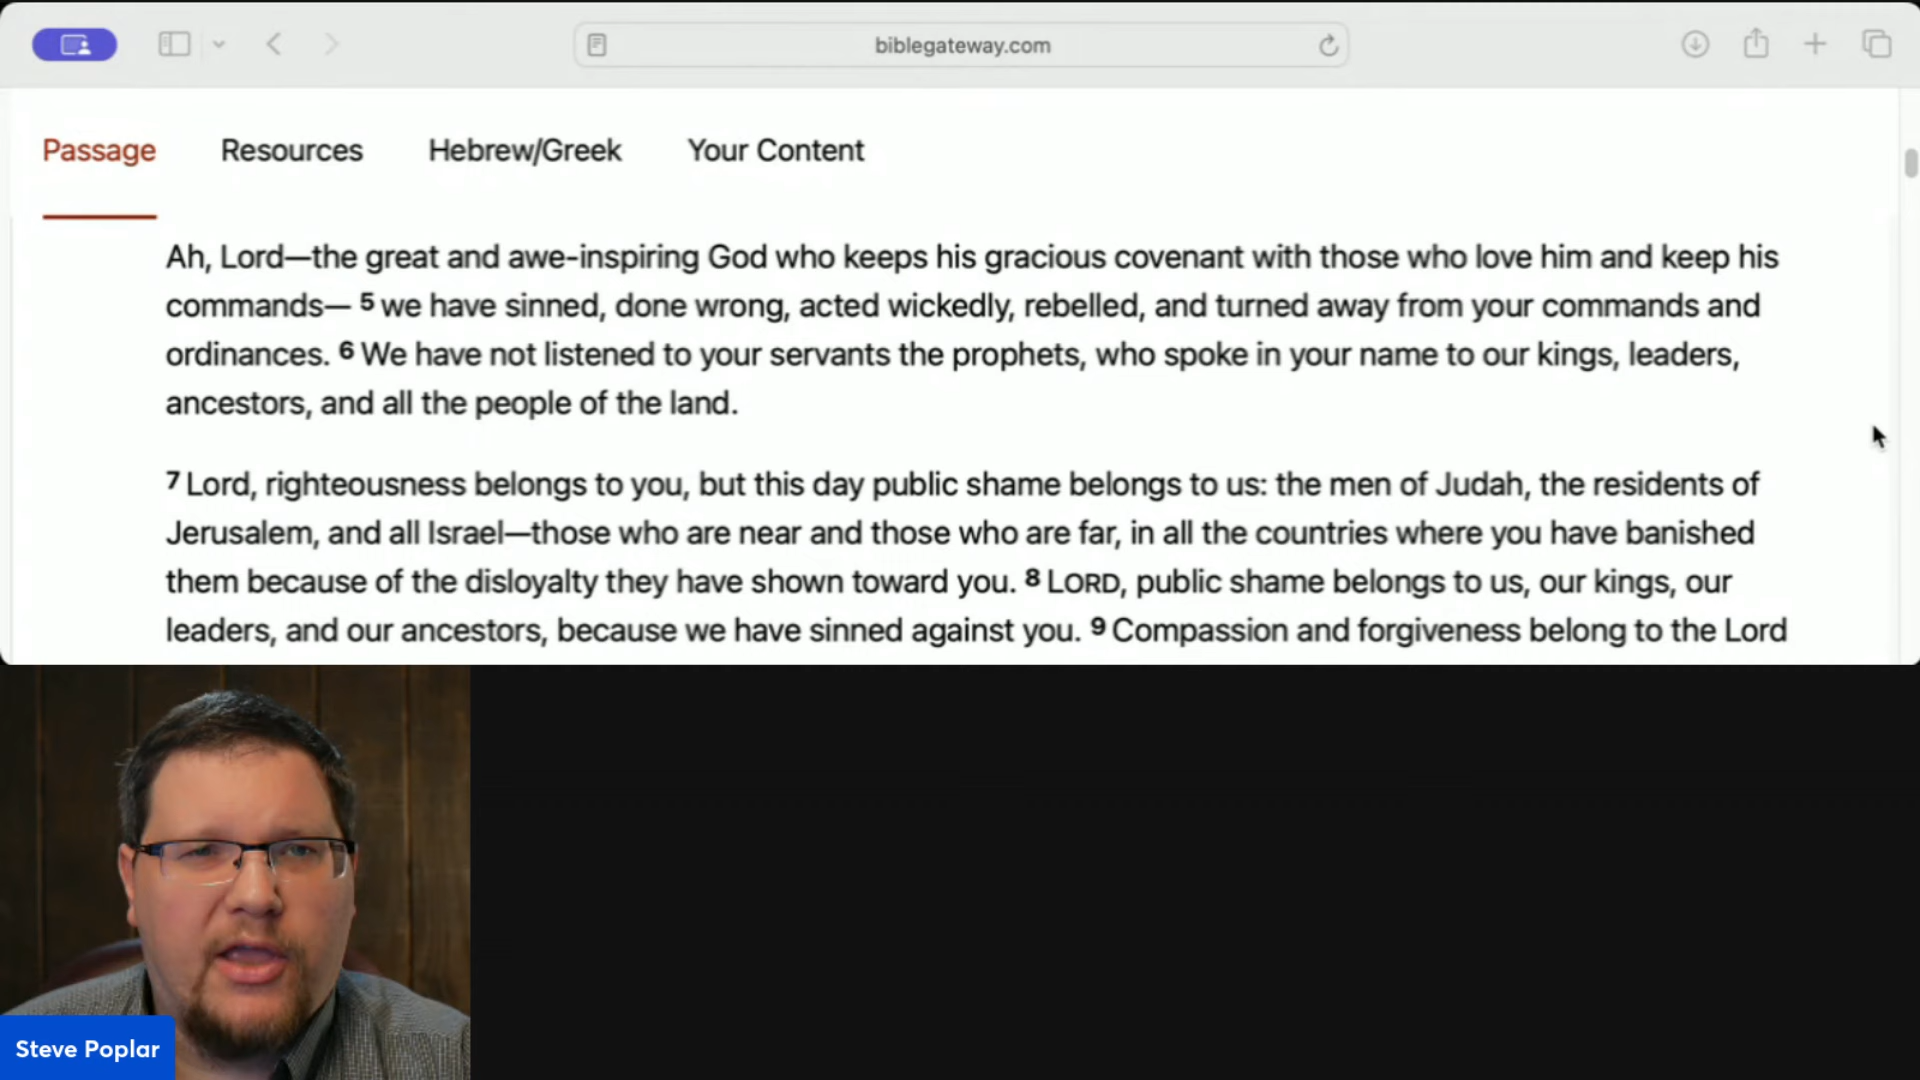 biblegateway.com
Passage Resources Hebrew/Greek Your Content
Ah, Lord—the great and awe-inspiring God who keeps his gracious covenant with those who love him and keep his
commands— 5 we have sinned, done wrong, acted wickedly, rebelled, and turned away from your commands and
ordinances. 6 We have not listened to your servants the prophets, who spoke in your name to our kings, leaders,
ancestors, and all the people of the land.
7 Lord, righteousness belongs to you, but this day public shame belongs to us: the men of Judah, the residents of
Jerusalem, and all Israel—those who are near and those who are far, in all the countries where you have banished
them because of the disloyalty they have shown toward you. 8 LORD, public shame belongs to us, our kings, our
leaders, and our ancestors, because we have sinned against you. 9 Compassion and forgiveness belong to the Lord
Steve Poplar